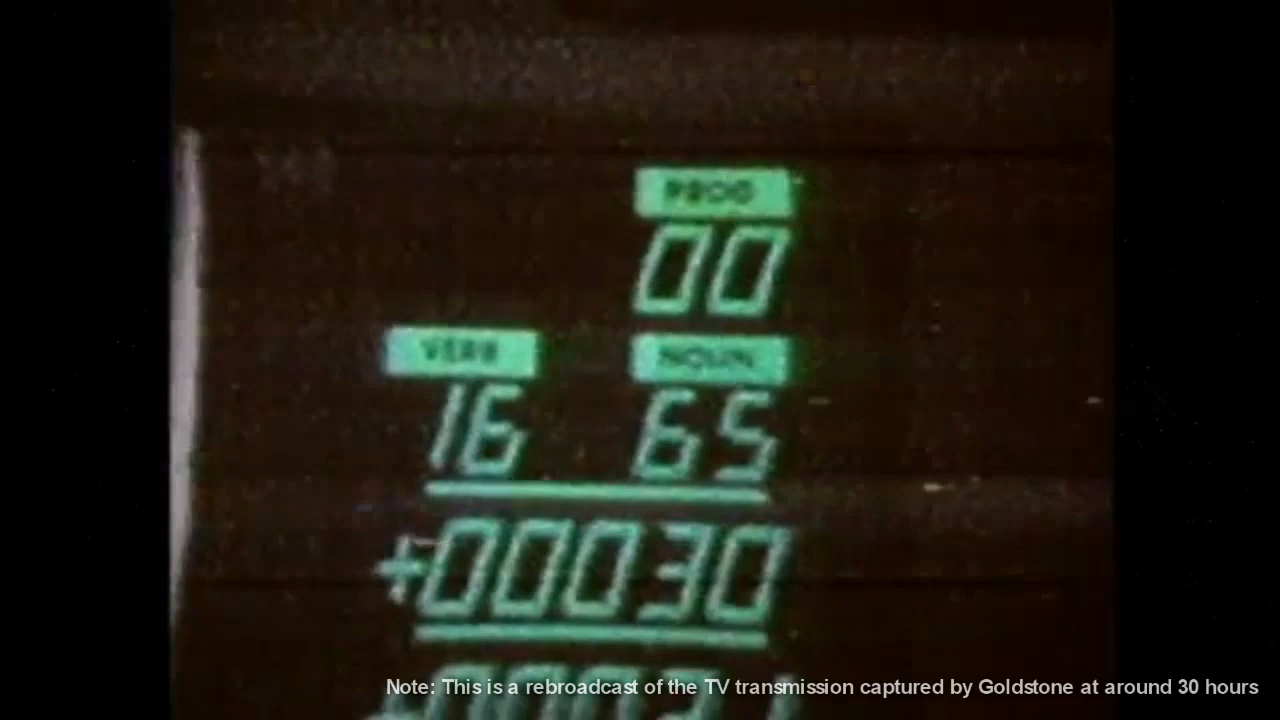 PROG
00
VERB NOUN
16 65
+00030
Note: This is a rebroadcast of the TV transmission captured by Goldstone at around 30 hours